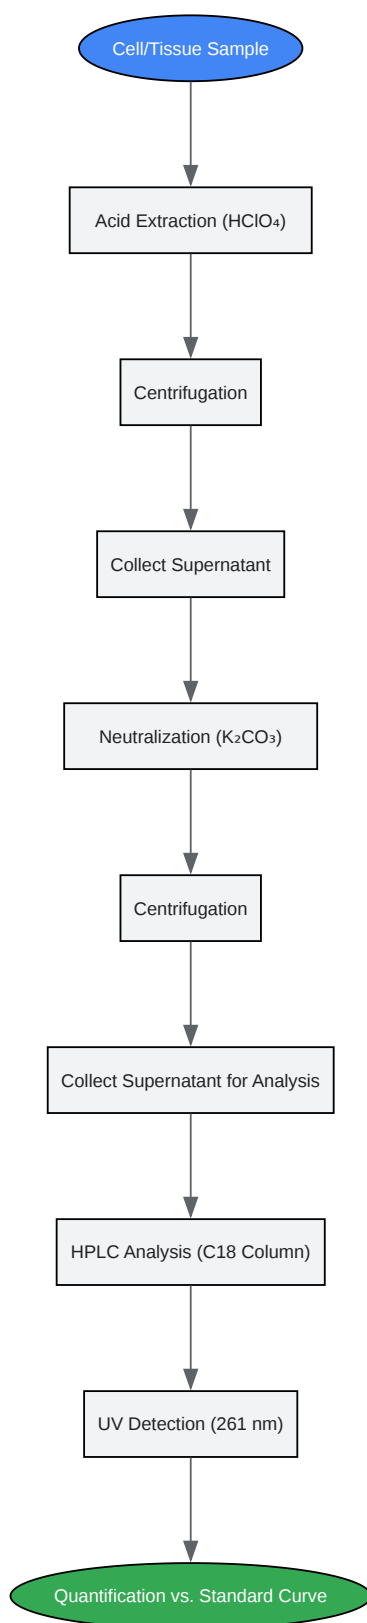 Cell/Tissue Sample
Acid Extraction (HClO₄)
Centrifugation
Collect Supernatant
Neutralization (K₂CO₃)
Centrifugation
Collect Supernatant for Analysis
HPLC Analysis (C18 Column)
UV Detection (261 nm)
Quantification vs. Standard Curve